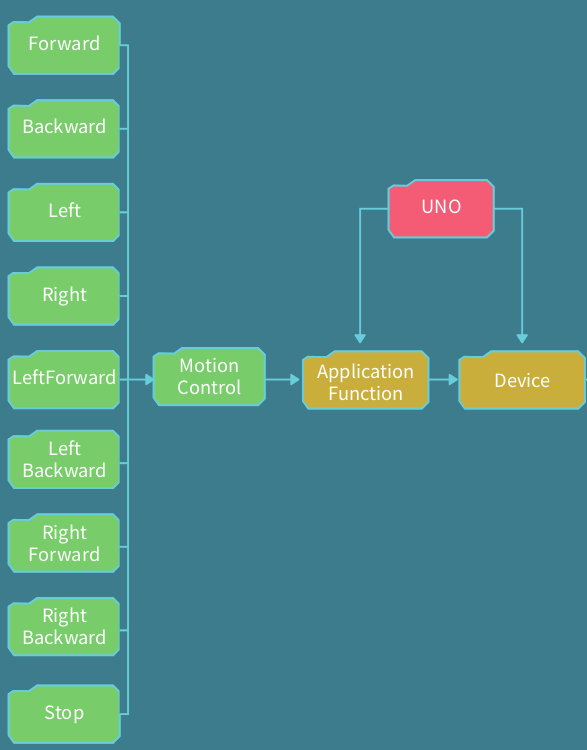 Forward
Backward
Left
Right
LeftForward
Left
Backward
Right
Forward
Right
Backward
Stop
Motion
Control
UNO
Application
Function
Device